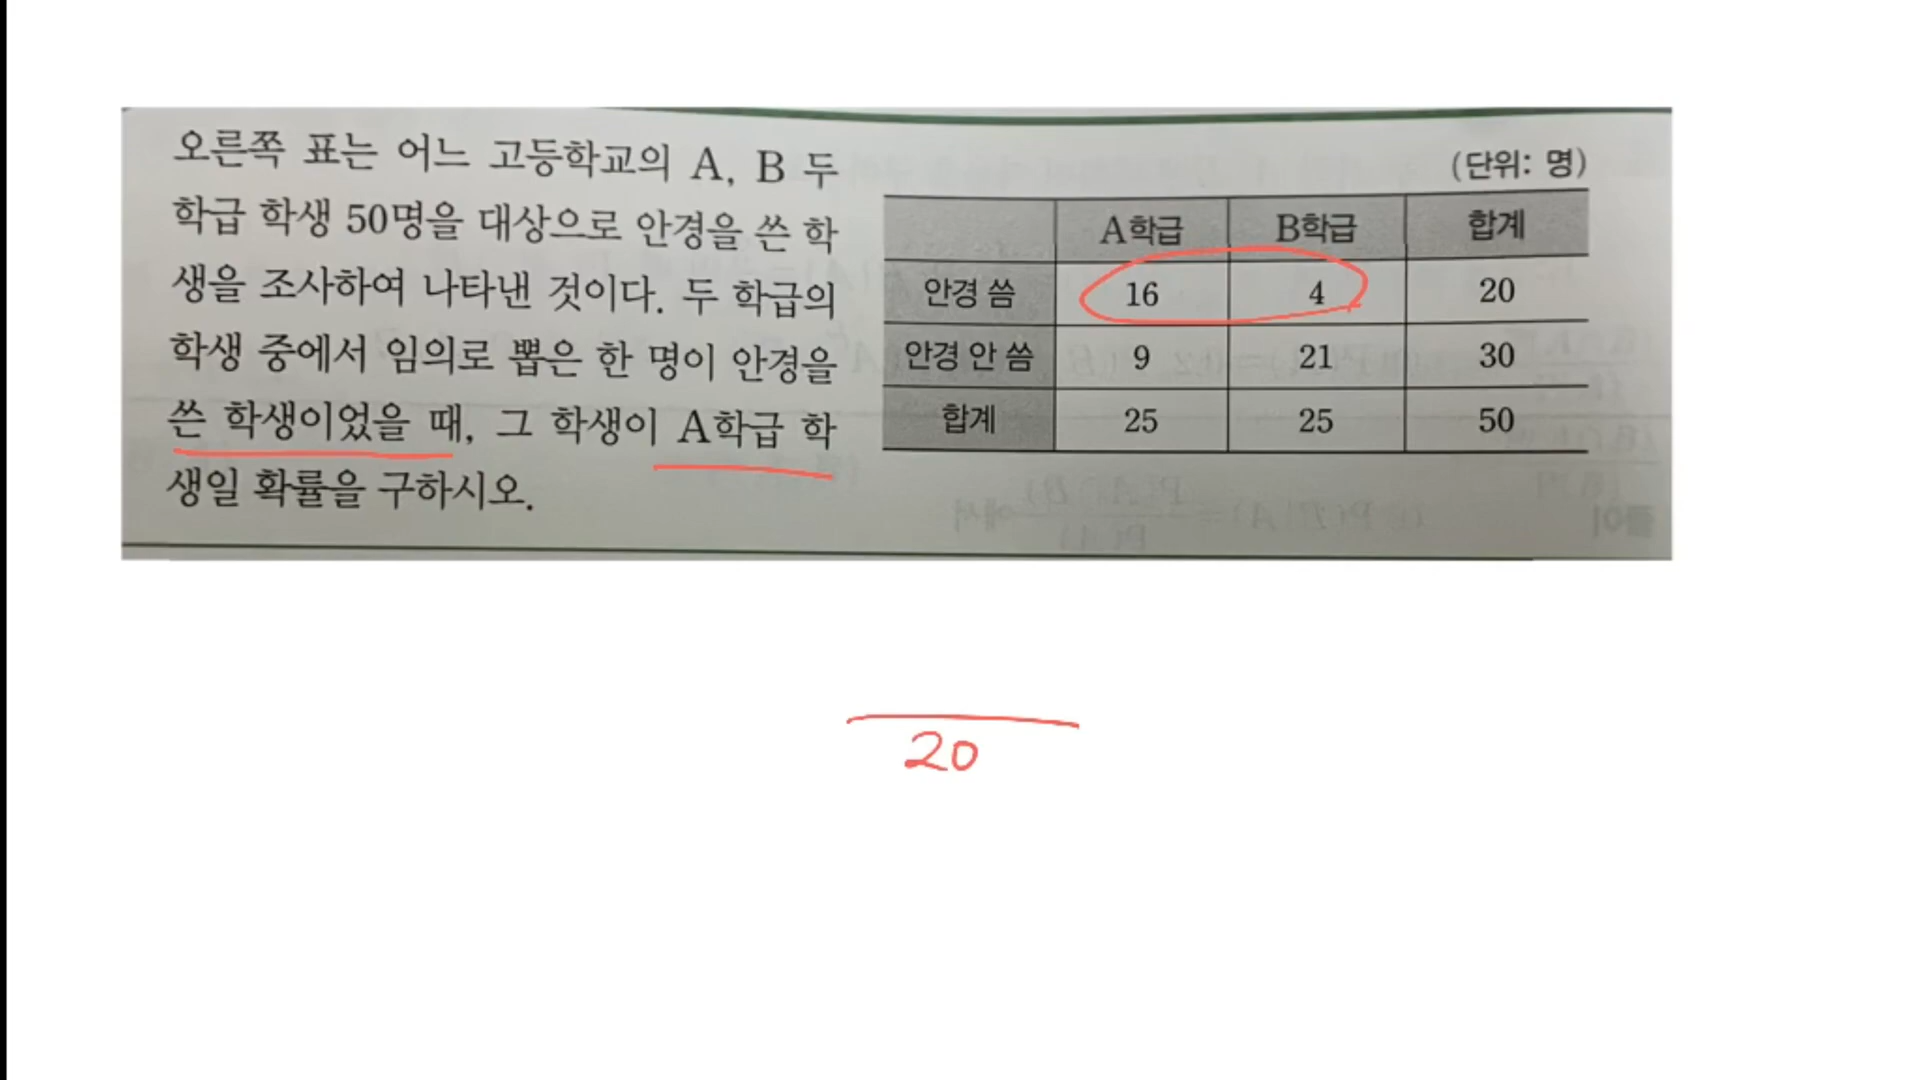 오른쪽 표는 어느 고등학교의 A, B 두
학급 학생 50명을 대상으로 안경을 쓴 학
생을 조사하여 나타낸 것이다. 두 학급의
학생 중에서 임의로 뽑은 한 명이 안경을
쓴 학생이었을 때, 그 학생이 A학급 학
생일 확률을 구하시오.
(단위: 명)
A학급 B학급 합계
안경 씀 16 4 20
안경 안 씀 9 21 30
합계 25 25 50
20